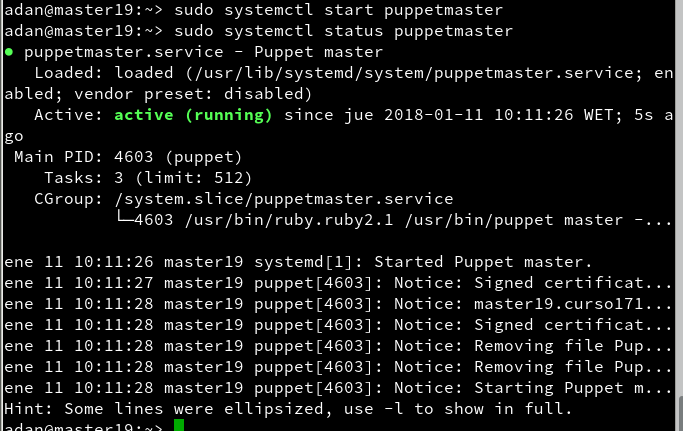 adan@master19:~> sudo systemctl start puppetmaster
adan@master19:~> sudo systemctl status puppetmaster
● puppetmaster.service - Puppet master
   Loaded: loaded (/usr/lib/systemd/system/puppetmaster.service; en
abled; vendor preset: disabled)
   Active: active (running) since jue 2018-01-11 10:11:26 WET; 5s a
go
 Main PID: 4603 (puppet)
    Tasks: 3 (limit: 512)
   CGroup: /system.slice/puppetmaster.service
           └─4603 /usr/bin/ruby.ruby2.1 /usr/bin/puppet master -...

ene 11 10:11:26 master19 systemd[1]: Started Puppet master.
ene 11 10:11:27 master19 puppet[4603]: Notice: Signed certificat...
ene 11 10:11:28 master19 puppet[4603]: Notice: master19.curso171...
ene 11 10:11:28 master19 puppet[4603]: Notice: Signed certificat...
ene 11 10:11:28 master19 puppet[4603]: Notice: Removing file Pup...
ene 11 10:11:28 master19 puppet[4603]: Notice: Removing file Pup...
ene 11 10:11:28 master19 puppet[4603]: Notice: Starting Puppet m...
Hint: Some lines were ellipsized, use -l to show in full.
adan@master19:~>